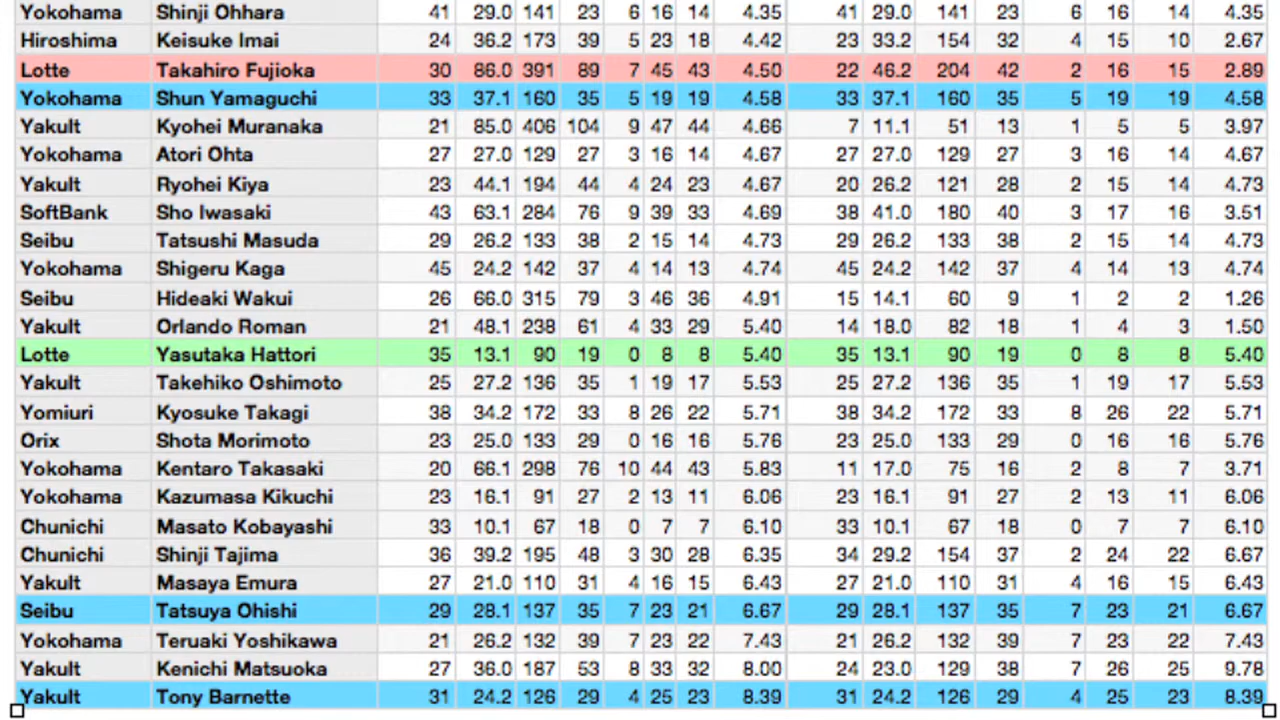 Yokohama Shinji Ohhara 41 29.0 141 23 6 16 14 4.35 41 29.0 141 23 6 16 14 4.35
Hiroshima Keisuke Imai 24 36.2 173 39 5 23 18 4.42 23 33.2 154 32 4 15 10 2.67
Lotte Takahiro Fujioka 30 86.0 391 89 7 45 43 4.50 22 46.2 204 42 2 16 15 2.89
Yokohama Shun Yamaguchi 33 37.1 160 35 5 19 19 4.58 33 37.1 160 35 5 19 19 4.58
Yakult Kyohei Muranaka 21 85.0 406 104 9 47 44 4.66 7 11.1 51 13 1 5 5 3.97
Yokohama Atori Ohta 27 27.0 129 27 3 16 14 4.67 27 27.0 129 27 3 16 14 4.67
Yakult Ryohei Kiya 23 44.1 194 44 4 24 23 4.67 20 26.2 121 28 2 15 14 4.73
SoftBank Sho Iwasaki 43 63.1 284 76 9 39 33 4.69 38 41.0 180 40 3 17 16 3.51
Seibu Tatsushi Masuda 29 26.2 133 38 2 15 14 4.73 29 26.2 133 38 2 15 14 4.73
Yokohama Shigeru Kaga 45 24.2 142 37 4 14 13 4.74 45 24.2 142 37 4 14 13 4.74
Seibu Hideaki Wakui 26 66.0 315 79 3 46 36 4.91 15 14.1 60 9 1 2 2 1.26
Yakult Orlando Roman 21 48.1 238 61 4 33 29 5.40 14 18.0 82 18 1 4 3 1.50
Lotte Yasutaka Hattori 35 13.1 90 19 0 8 8 5.40 35 13.1 90 19 0 8 8 5.40
Yakult Takehiko Oshimoto 25 27.2 136 35 1 19 17 5.53 25 27.2 136 35 1 19 17 5.53
Yomiuri Kyosuke Takagi 38 34.2 172 33 8 26 22 5.71 38 34.2 172 33 8 26 22 5.71
Orix Shota Morimoto 23 25.0 133 29 0 16 16 5.76 23 25.0 133 29 0 16 16 5.76
Yokohama Kentaro Takasaki 20 66.1 298 76 10 44 43 5.83 11 17.0 75 16 2 8 7 3.71
Yokohama Kazumasa Kikuchi 23 16.1 91 27 2 13 11 6.06 23 16.1 91 27 2 13 11 6.06
Chunichi Masato Kobayashi 33 10.1 67 18 0 7 7 6.10 33 10.1 67 18 0 7 7 6.10
Chunichi Shinji Tajima 36 39.2 195 48 3 30 28 6.35 34 29.2 154 37 2 24 22 6.67
Yakult Masaya Emura 27 21.0 110 31 4 16 15 6.43 27 21.0 110 31 4 16 15 6.43
Seibu Tatsuya Ohishi 29 28.1 137 35 7 23 21 6.67 29 28.1 137 35 7 23 21 6.67
Yokohama Teruaki Yoshikawa 21 26.2 132 39 7 23 22 7.43 21 26.2 132 39 7 23 22 7.43
Yakult Kenichi Matsuoka 27 36.0 187 53 8 33 32 8.00 24 23.0 129 38 7 26 25 9.78
Yakult Tony Barnette 31 24.2 126 29 4 25 23 8.39 31 24.2 126 29 4 25 23 8.39